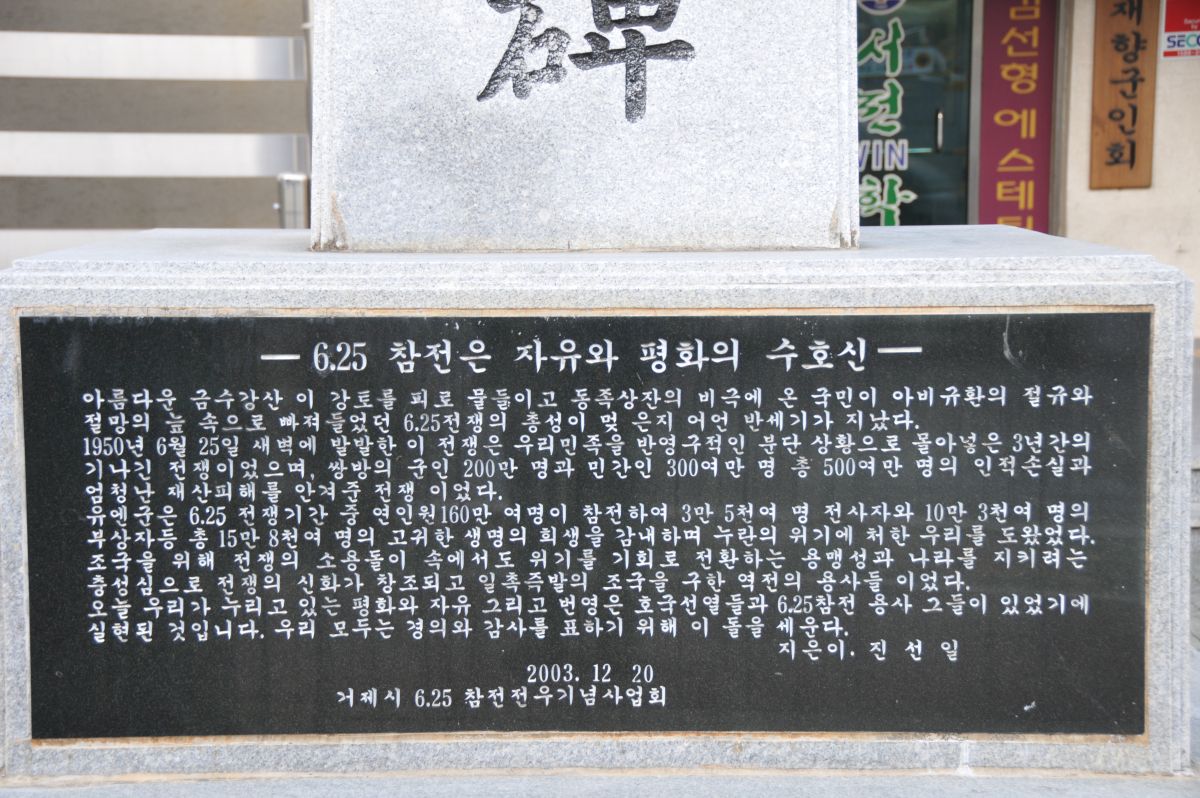 碑
서전
WIN
학
선형 에스테
재향군인회
SECO
— 6.25 참전은 자유와 평화의 수호신 —
아름다운 금수강산 이 강토를 피로 물들이고 동족상잔의 비극에 온 국민이 아비규환의 절규와
절망의 늪 속으로 빠져들었던 6.25전쟁의 총성이 멎은지 어언 반세기가 지났다.
1950년 6월 25일 새벽에 발발한 이 전쟁은 우리민족을 반영구적인 분단 상황으로 몰아넣은 3년간의
기나긴 전쟁이었으며, 쌍방의 군인 200만 명과 민간인 300여만 명 총 500여만 명의 인적손실과
엄청난 재산피해를 안겨준 전쟁 이었다.
유엔군은 6.25 전쟁기간 중 연인원160만 여명이 참전하여 3만 5천여 명 전사자와 10만 3천여 명의
부상자등 총 15만 8천여 명의 고귀한 생명의 희생을 감내하며 누란의 위기에 처한 우리를 도왔었다.
조국을 위해 전쟁의 소용돌이 속에서도 위기를 기회로 전환하는 용맹성과 나라를 지키려는
충성심으로 전쟁의 신화가 창조되고 일촉즉발의 조국을 구한 역전의 용사들 이었다.
오늘 우리가 누리고 있는 평화와 자유 그리고 번영은 호국선열들과 6.25참전 용사 그들이 있었기에
실현된 것입니다. 우리 모두는 경의와 감사를 표하기 위해 이 돌을 세운다.
지은이. 진 선 일
2003. 12 20
거제시 6.25 참전전우기념사업회